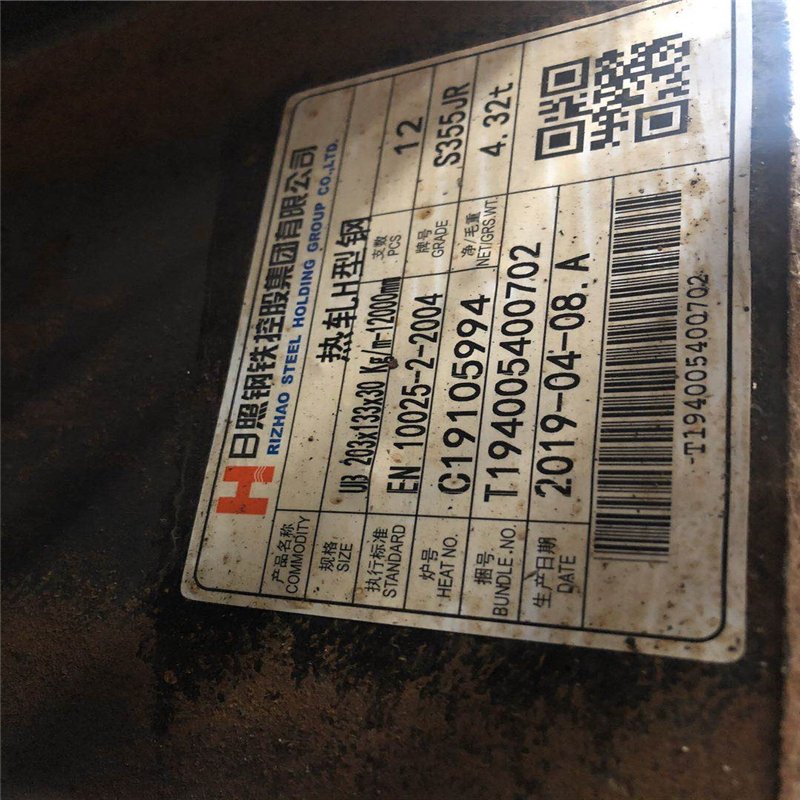 日照钢铁控股集团有限公司
RIZHAO STEEL HOLDING GROUP CO.,LTD.
产品名称 COMMODITY 热轧H型钢
规格 SIZE UB 203x133x30 Kg/m-12000mm 支数 PCS 12
执行标准 STANDARD EN 10025-2-2004 牌号 GRADE S355JR
炉号 HEAT NO. C19105994 净/毛重 NET/GRS.WT. 4.32t
捆号 BUNDLE.NO. T194005400702
生产日期 DATE 2019-04-08.A
T194005400702